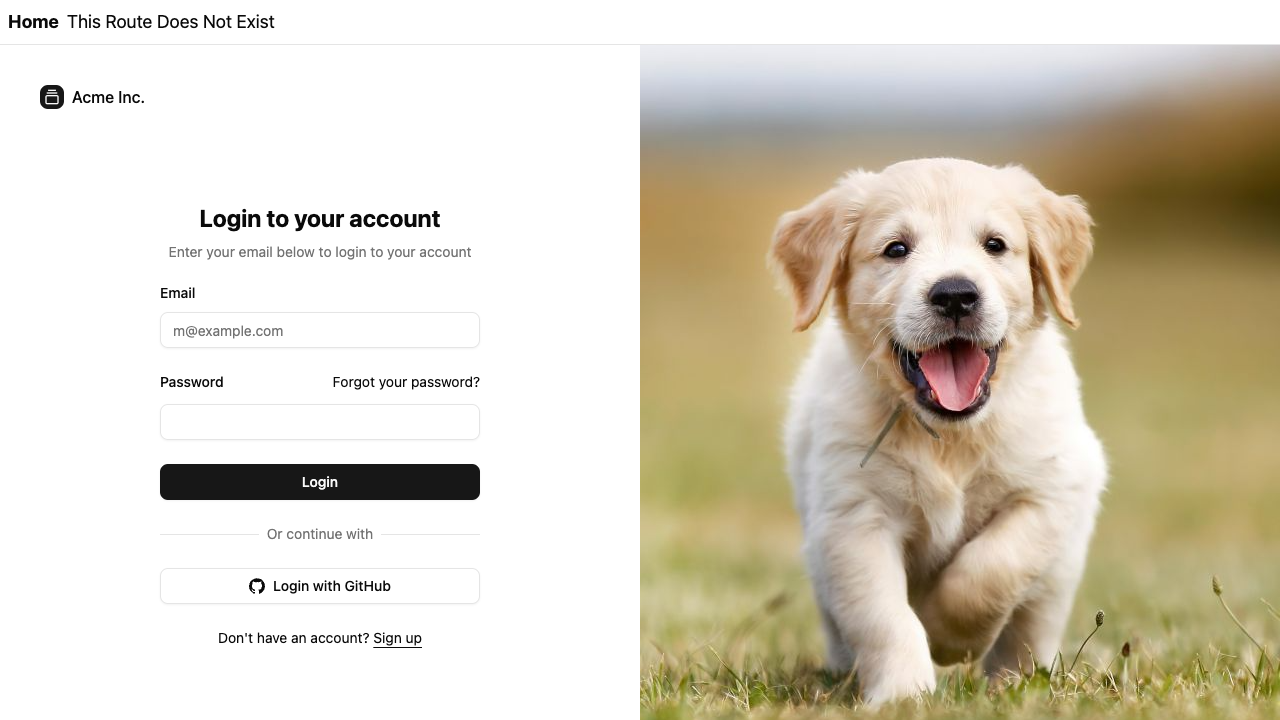 Home This Route Does Not Exist
Acme Inc.
Login to your account
Enter your email below to login to your account
Email
m@example.com
Password Forgot your password?
Login
Or continue with
Login with GitHub
Don't have an account? Sign up